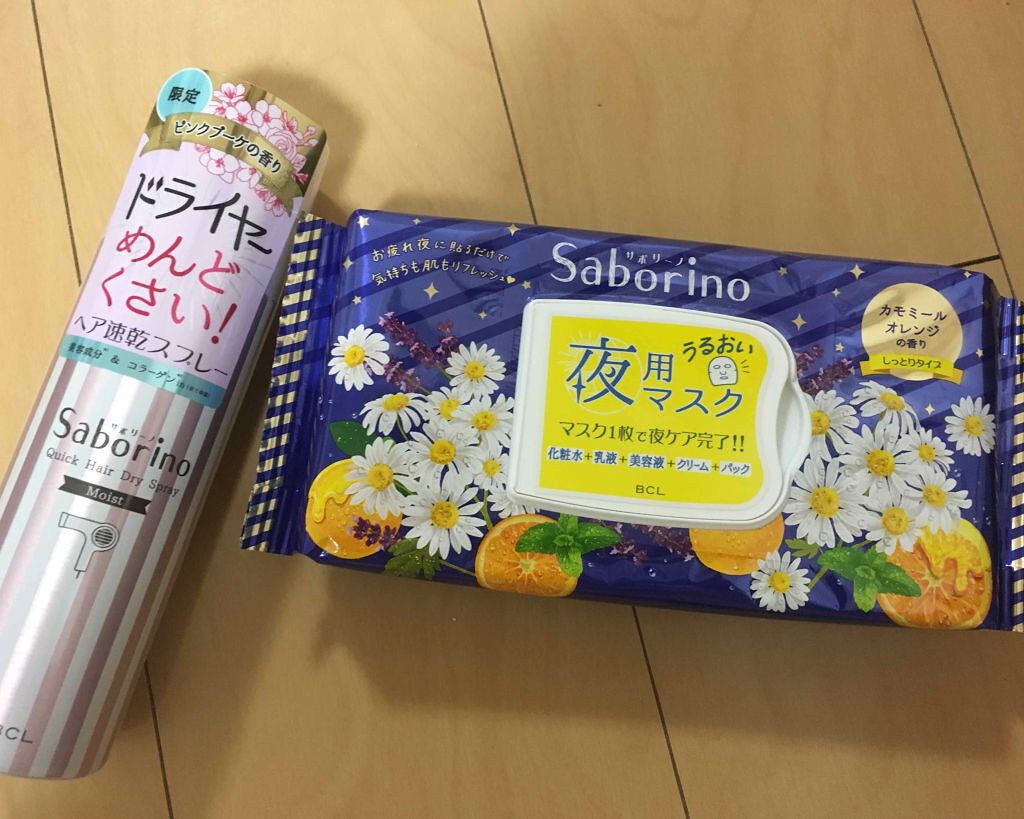 限定
ピンクブーケの香り
ドライヤー
めんど
くさい!
ヘア速乾スプレー
美容成分 & コラーゲン
サボリーノ
Saborino
Quick Hair Dry Spray
Moist
BCL
お疲れ夜に貼るだけで
気持ちも肌もリフレッシュ♥
サボリーノ
Saborino
カモミール
オレンジ
の香り
しっとりタイプ
うるおい
夜用
マスク
マスク1枚で夜ケア完了!!
化粧水+乳液+美容液+クリーム+パック
BCL